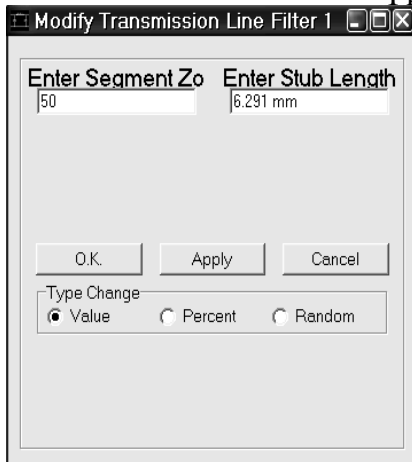 Modify Transmission Line Filter 1
Enter Segment Zo Enter Stub Length
50 6.291 mm
O.K. Apply Cancel
Type Change
Value Percent Random